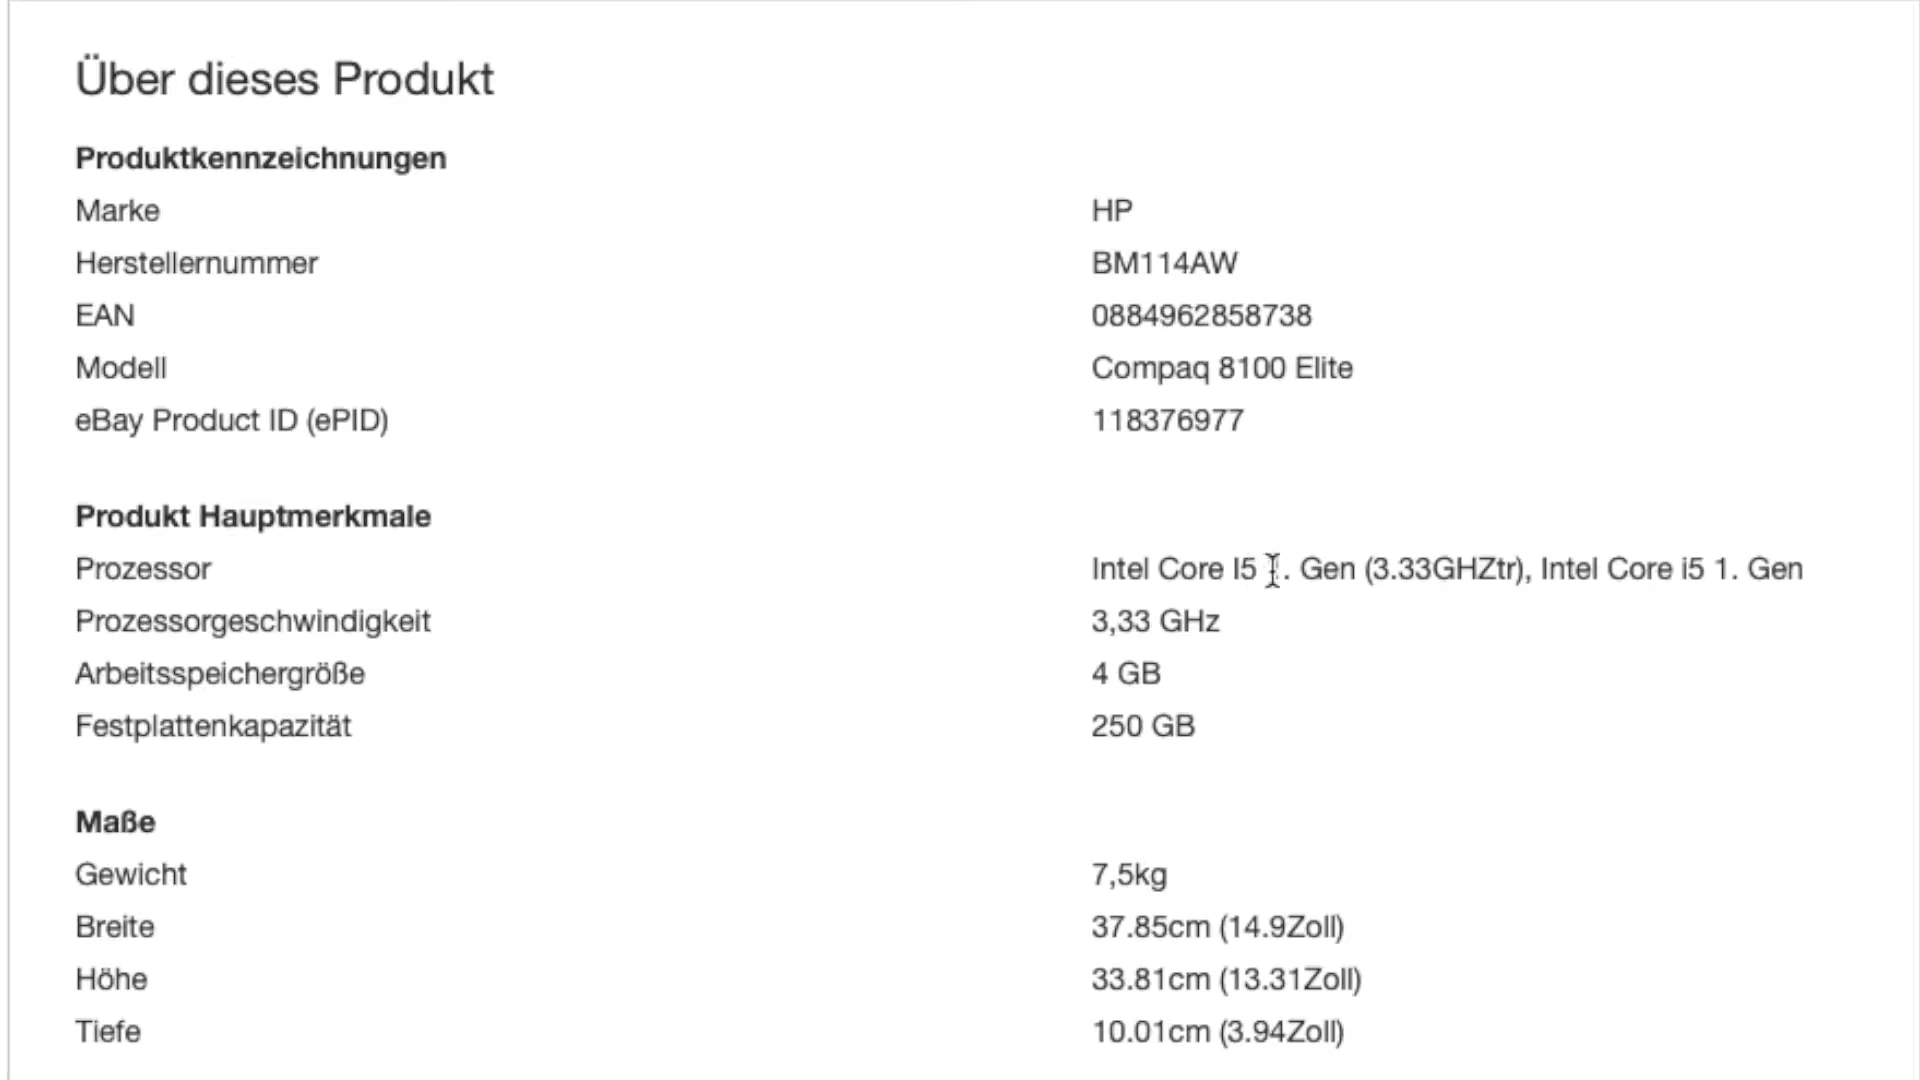 Über dieses Produkt
Produktkennzeichnungen
Marke HP
Herstellernummer BM114AW
EAN 0884962858738
Modell Compaq 8100 Elite
eBay Product ID (ePID) 118376977
Produkt Hauptmerkmale
Prozessor Intel Core I5 1. Gen (3.33GHZtr), Intel Core i5 1. Gen
Prozessorgeschwindigkeit 3,33 GHz
Arbeitsspeichergröße 4 GB
Festplattenkapazität 250 GB
Maße
Gewicht 7,5kg
Breite 37.85cm (14.9Zoll)
Höhe 33.81cm (13.31Zoll)
Tiefe 10.01cm (3.94Zoll)